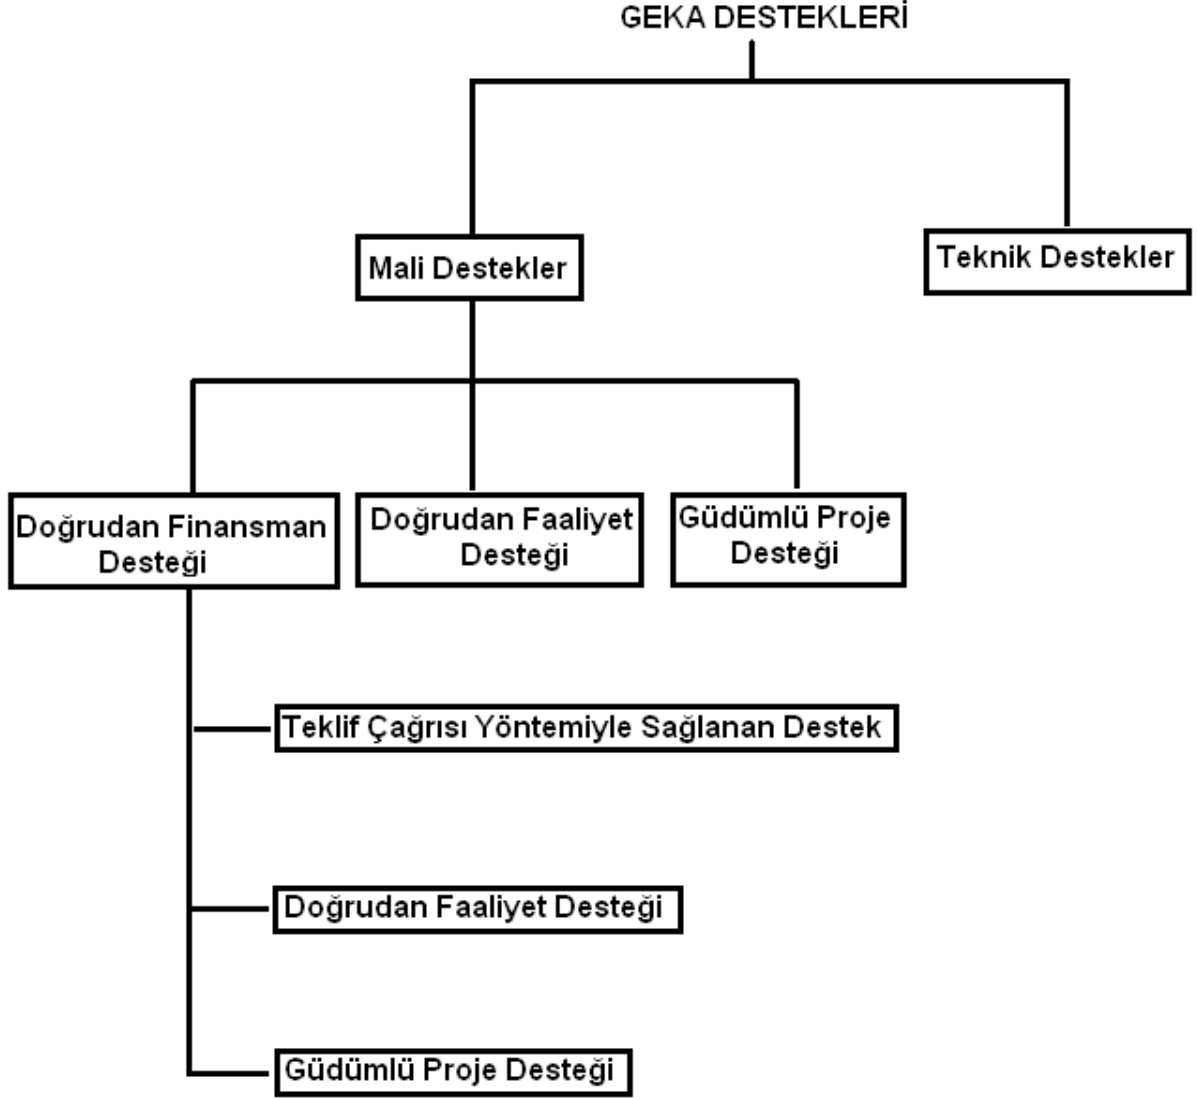 GEKA DESTEKLERİ
Mali Destekler
Teknik Destekler
Doğrudan Finansman
Desteği
Doğrudan Faaliyet
Desteği
Güdümlü Proje
Desteği
Teklif Çağrısı Yöntemiyle Sağlanan Destek
Doğrudan Faaliyet Desteği
Güdümlü Proje Desteği